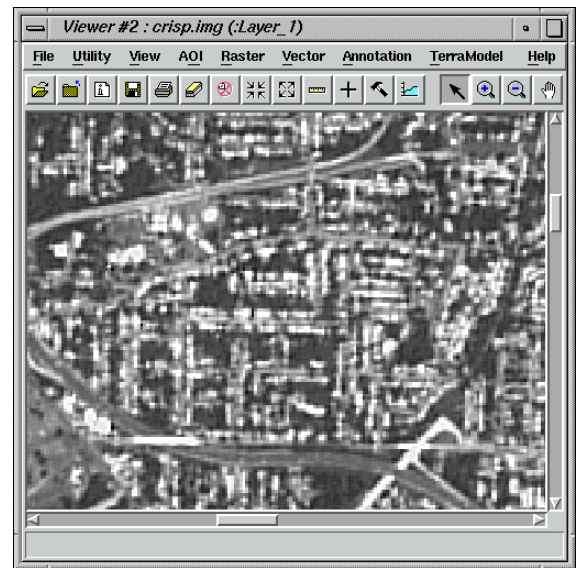 Viewer #2 : crisp.img (:Layer_1)
File Utility View AOI Raster Vector Annotation TerraModel Help